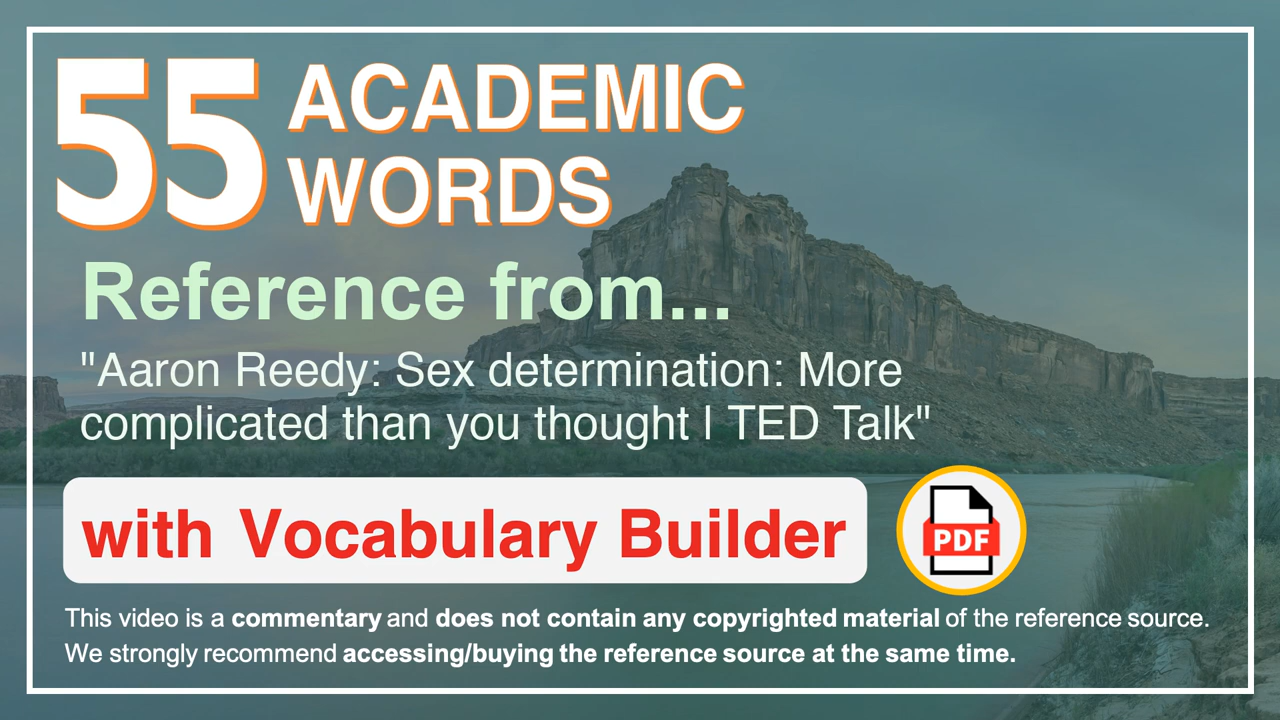 55 ACADEMIC
WORDS
Reference from...
"Aaron Reedy: Sex determination: More
complicated than you thought | TED Talk"
with Vocabulary Builder
PDF
This video is a commentary and does not contain any copyrighted material of the reference source.
We strongly recommend accessing/buying the reference source at the same time.